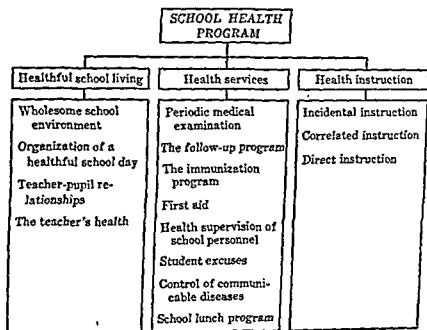 SCHOOL HEALTH
PROGRAM
Healthful school living
Wholesome school
environment
Organization of a
healthful school day
Teacher-pupil re-
lationships
The teacher's health
Health services
Periodic medical
examination
The follow-up program
The immunization
program
First aid
Health supervision of
school personnel
Student excuses
Control of communi-
cable diseases
School lunch program
Health instruction
Incidental instruction
Correlated instruction
Direct instruction